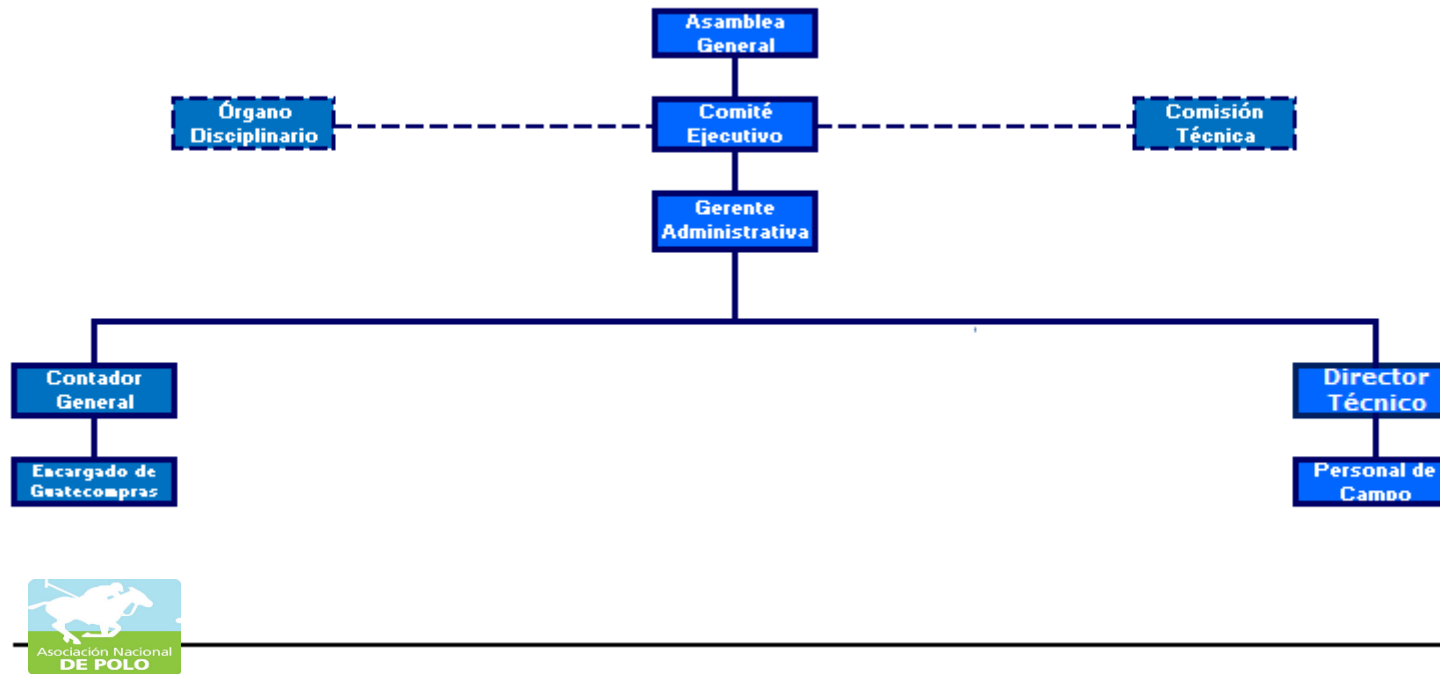 Asamblea
General
Órgano
Disciplinario
Comité
Ejecutivo
Comisión
Técnica
Gerente
Administrativa
Contador
General
Director
Técnico
Encargado de
Guatecompras
Personal de
Campo
Asociación Nacional
DE POLO